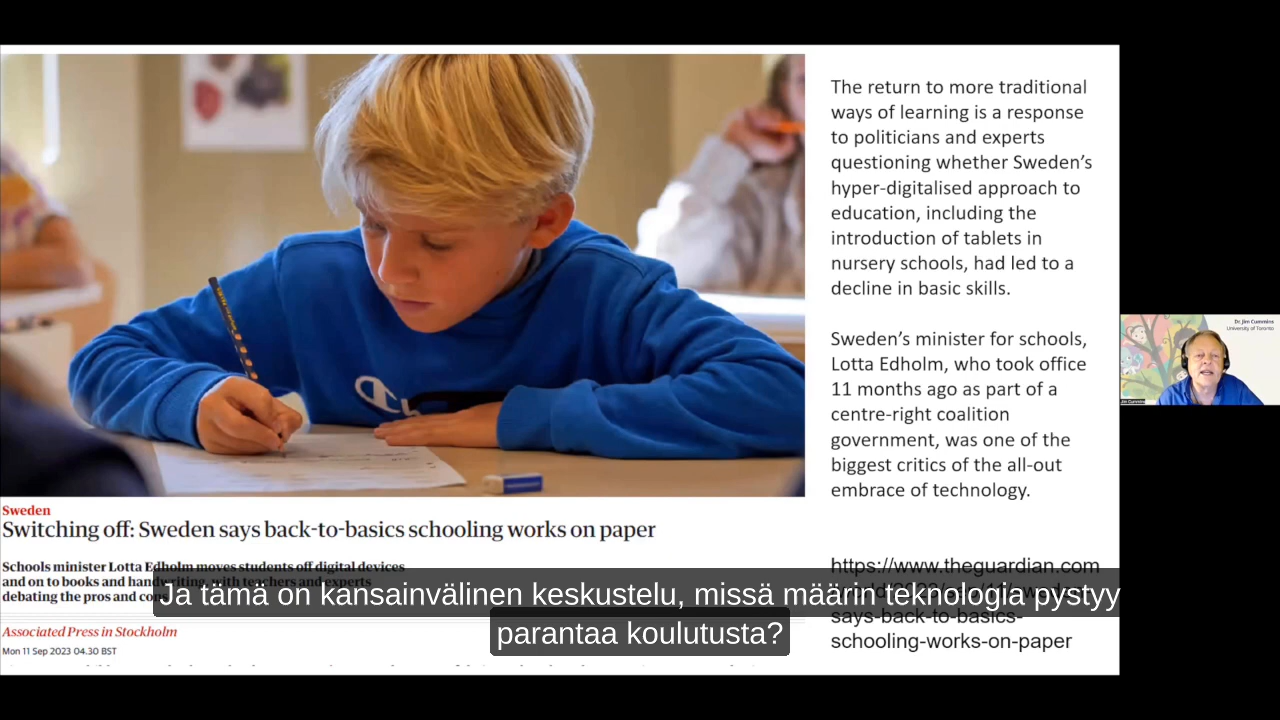 The return to more traditional
ways of learning is a response
to politicians and experts
questioning whether Sweden’s
hyper-digitalised approach to
education, including the
introduction of tablets in
nursery schools, had led to a
decline in basic skills.
Sweden’s minister for schools,
Lotta Edholm, who took office
11 months ago as part of a
centre-right coalition
government, was one of the
biggest critics of the all-out
embrace of technology.
https://www.theguardian.com
says-back-to-basics-
schooling-works-on-paper
Sweden
Switching off: Sweden says back-to-basics schooling works on paper
Schools minister Lotta Edholm moves students off digital devices
and on to books and handwriting, with teachers and experts
debating the pros and cons
Associated Press in Stockholm
Mon 11 Sep 2023 04.30 BST
Ja tämä on kansainvälinen keskustelu, missä määrin teknologila pystyy
parantaa koulutusta?
Dr. Jim Cummins
University of Toronto
Jim Cummins